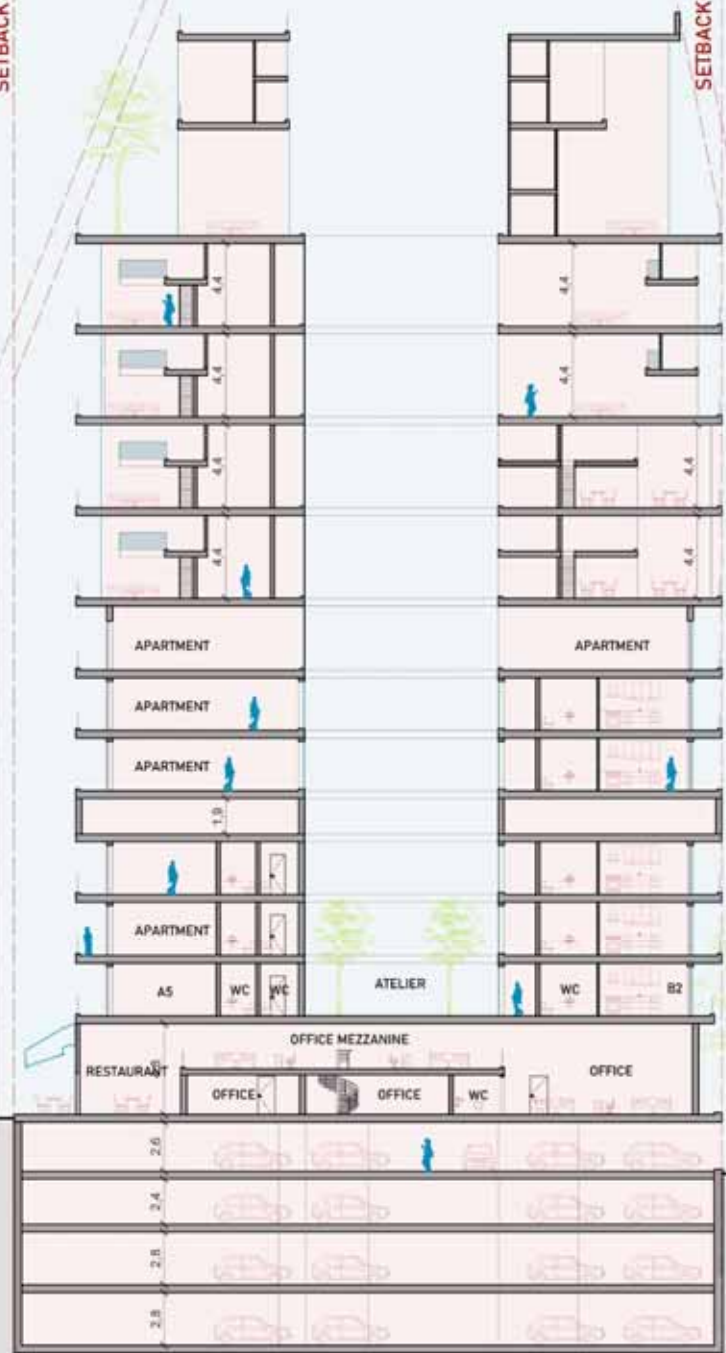 SETBACK
SETBACK
4,4
4,4
4,4
4,4
4,4
4,4
4,4
4,4
APARTMENT
APARTMENT
APARTMENT
APARTMENT
1,9
APARTMENT
A5
WC
WC
ATELIER
WC
B2
OFFICE MEZZANINE
RESTAURANT
OFFICE
OFFICE
OFFICE
WC
2,6
2,4
2,8
2,8